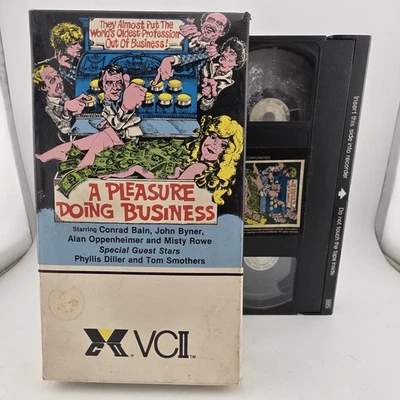 They Almost Put The
World's Oldest Profession
Out Of Business!
A PLEASURE
DOING BUSINESS
Starring Conrad Bain, John Byner,
Alan Oppenheimer and Misty Rowe
Special Guest Stars
Phyllis Diller and Tom Smothers
VCII™
Insert this side into recorder
Do not touch the tape inside
VHS